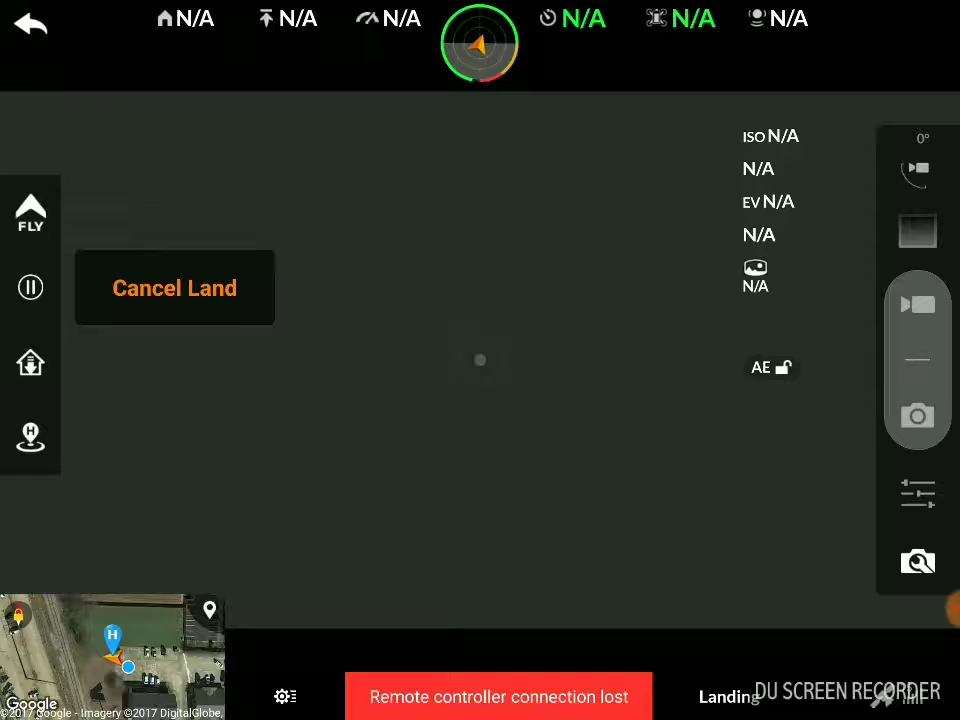 N/A N/A N/A N/A N/A N/A
ISO N/A
0°
N/A
FLY
EV N/A
N/A
Cancel Land
N/A
AE
H
H
Remote controller connection lost
Landing
DU SCREEN RECORDER
Google
©2017 Google - Imagery ©2017 DigitalGlobe,